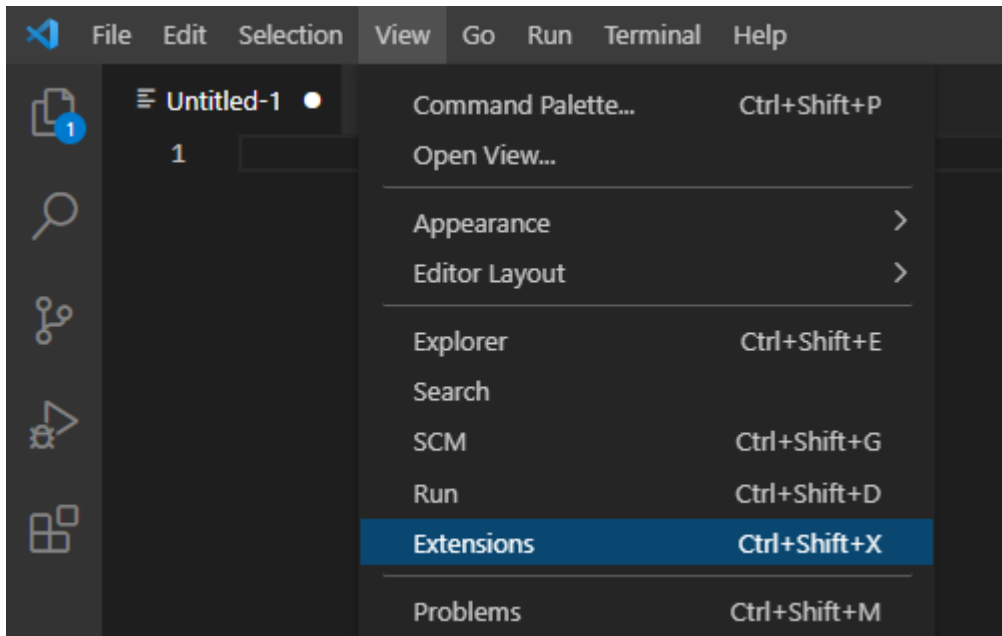 File Edit Selection View Go Run Terminal Help
Untitled-1
1
1
Command Palette... Ctrl+Shift+P
Open View...
Appearance
Editor Layout
Explorer Ctrl+Shift+E
Search
SCM Ctrl+Shift+G
Run Ctrl+Shift+D
Extensions Ctrl+Shift+X
Problems Ctrl+Shift+M